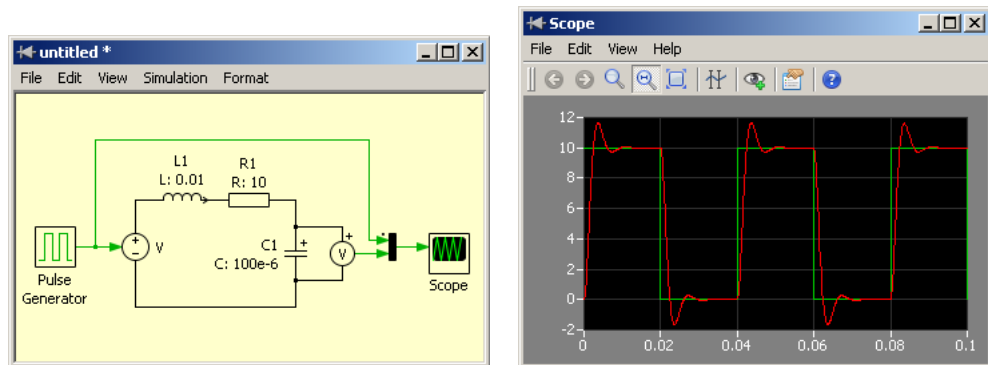 untitled *
File Edit View Simulation Format
L1
L: 0.01
R1
R: 10
V
C1
C: 100e-6
+
V
Pulse
Generator
Scope
Scope
File Edit View Help
12
10
8
6
4
2
0
-2
0 0.02 0.04 0.06 0.08 0.1